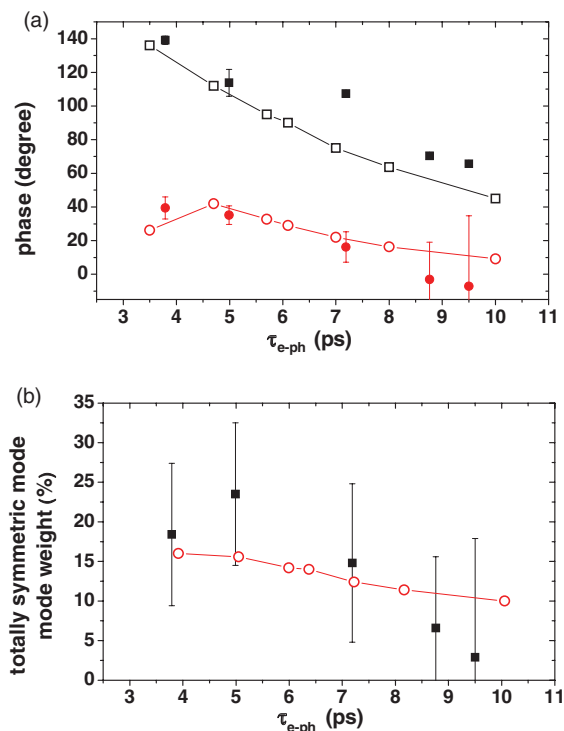 (a)
140
120
100
80
60
40
20
0
phase (degree)
3 4 5 6 7 8 9 10 11
τe-ph (ps)
(b)
35
30
25
20
15
10
5
0
totally symmetric mode
mode weight (%)
3 4 5 6 7 8 9 10 11
τe-ph (ps)